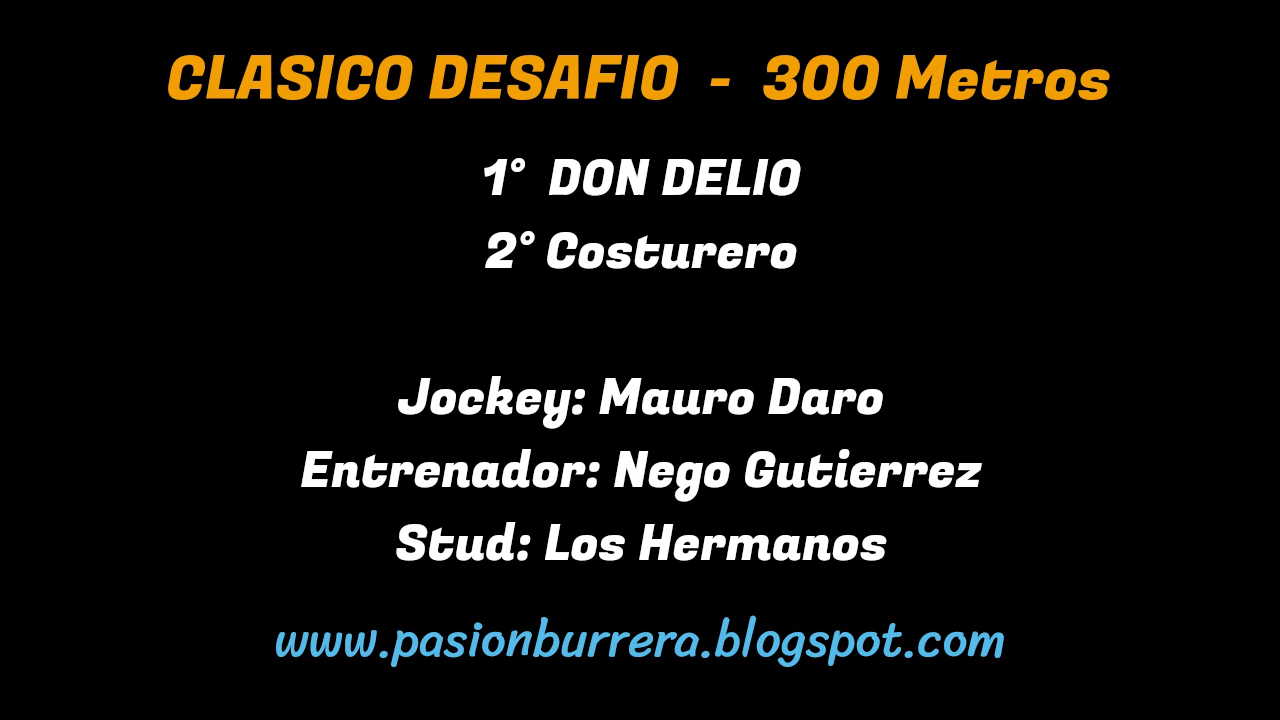 CLASICO DESAFIO - 300 Metros
1° DON DELIO
2° Costurero
Jockey: Mauro Daro
Entrenador: Nego Gutierrez
Stud: Los Hermanos
www.pasionburrera.blogspot.com